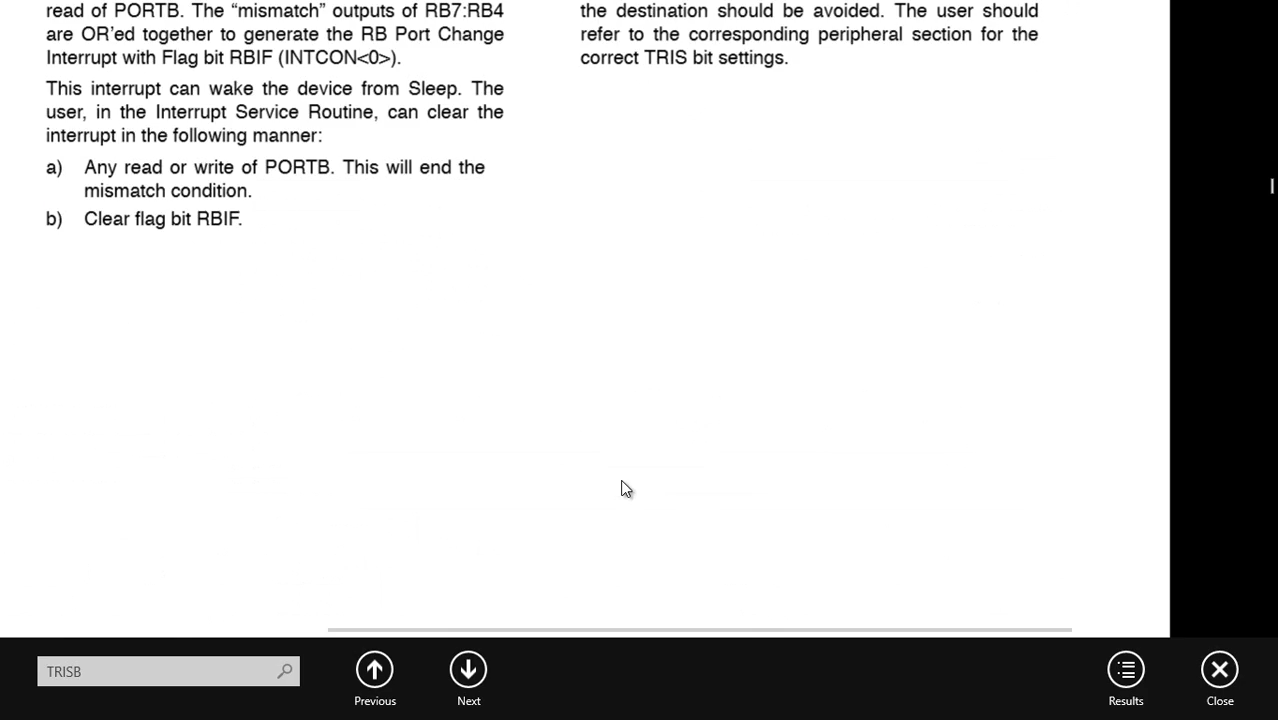 read of PORTB. The “mismatch” outputs of RB7:RB4
are OR’ed together to generate the RB Port Change
Interrupt with Flag bit RBIF (INTCON<0>).
This interrupt can wake the device from Sleep. The
user, in the Interrupt Service Routine, can clear the
interrupt in the following manner:
a) Any read or write of PORTB. This will end the
mismatch condition.
b) Clear flag bit RBIF.
the destination should be avoided. The user should
refer to the corresponding peripheral section for the
correct TRIS bit settings.
TRISB
Previous
Next
Results
Close